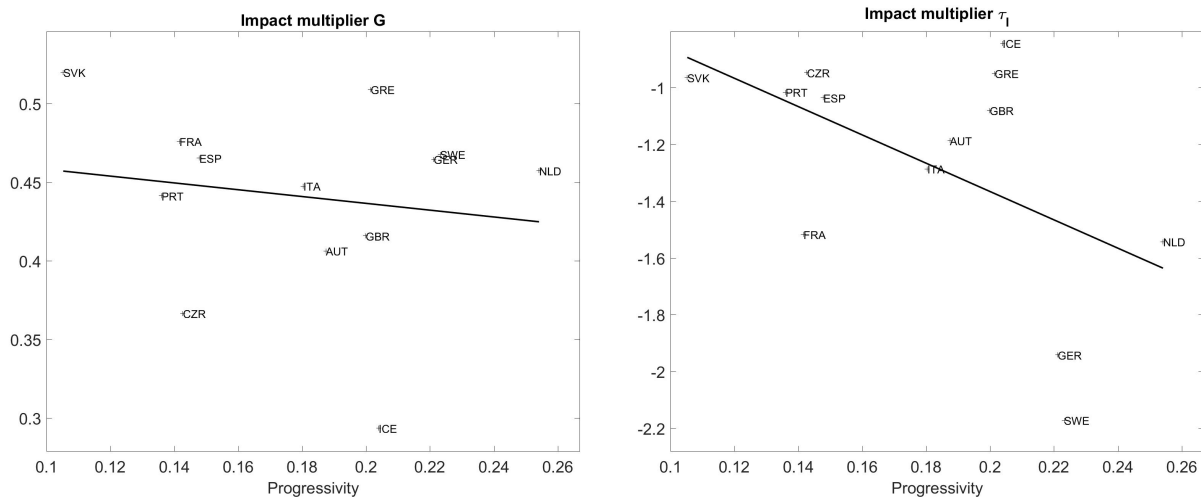 Impact multiplier G
0.5
0.45
0.4
0.35
0.3
SVK
GRE
FRA
ESP
SWE
GER
NLD
ITA
PRT
GBR
AUT
CZR
ICE
0.1 0.12 0.14 0.16 0.18 0.2 0.22 0.24 0.26
Progressivity
Impact multiplier τl
-1
-1.2
-1.4
-1.6
-1.8
-2
-2.2
ICE
CZR
GRE
SVK
PRT
ESP
GBR
AUT
ITA
FRA
NLD
GER
SWE
0.1 0.12 0.14 0.16 0.18 0.2 0.22 0.24 0.26
Progressivity